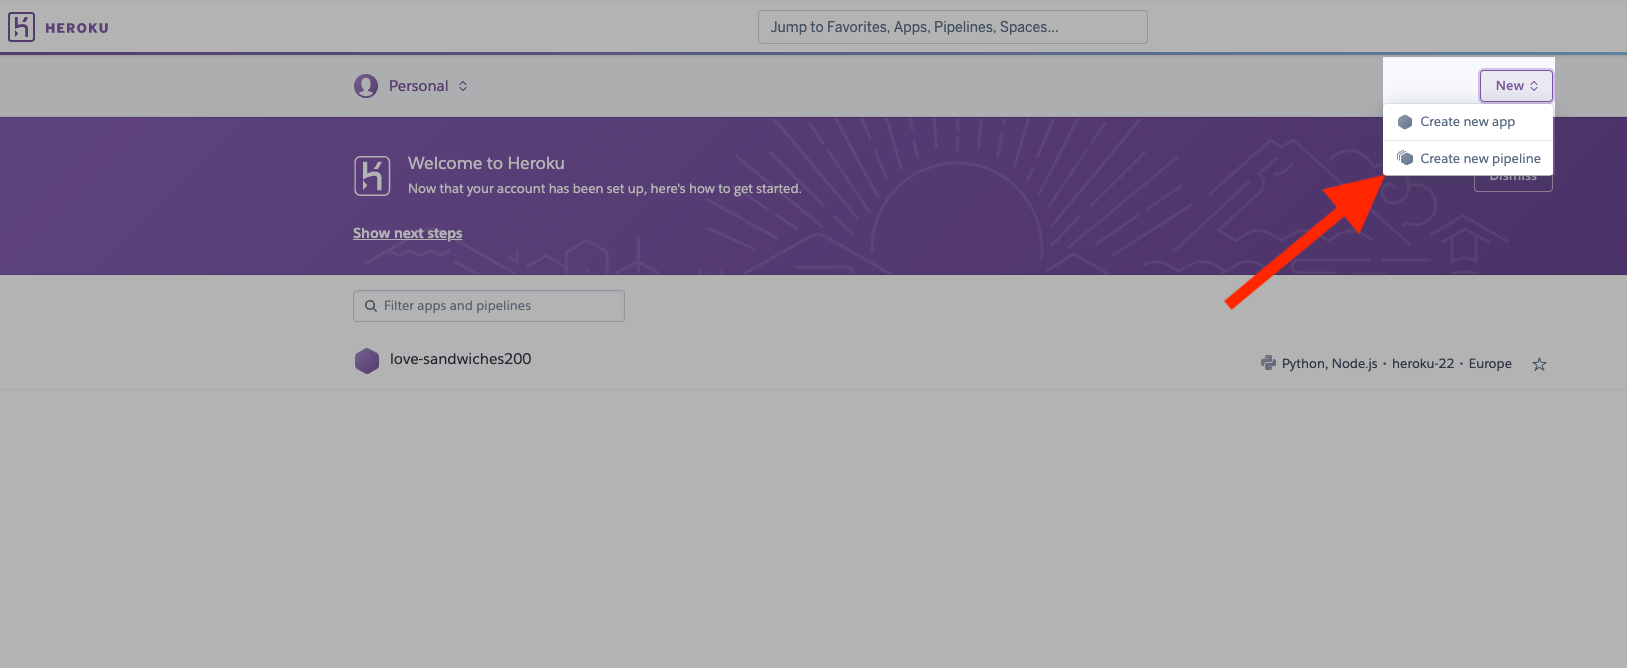 HEROKU
Jump to Favorites, Apps, Pipelines, Spaces...
Personal
New
Create new app
Create new pipeline
Dismiss
Welcome to Heroku
Now that your account has been set up, here's how to get started.
Show next steps
Filter apps and pipelines
love-sandwiches200
Python, Node.js · heroku-22 · Europe